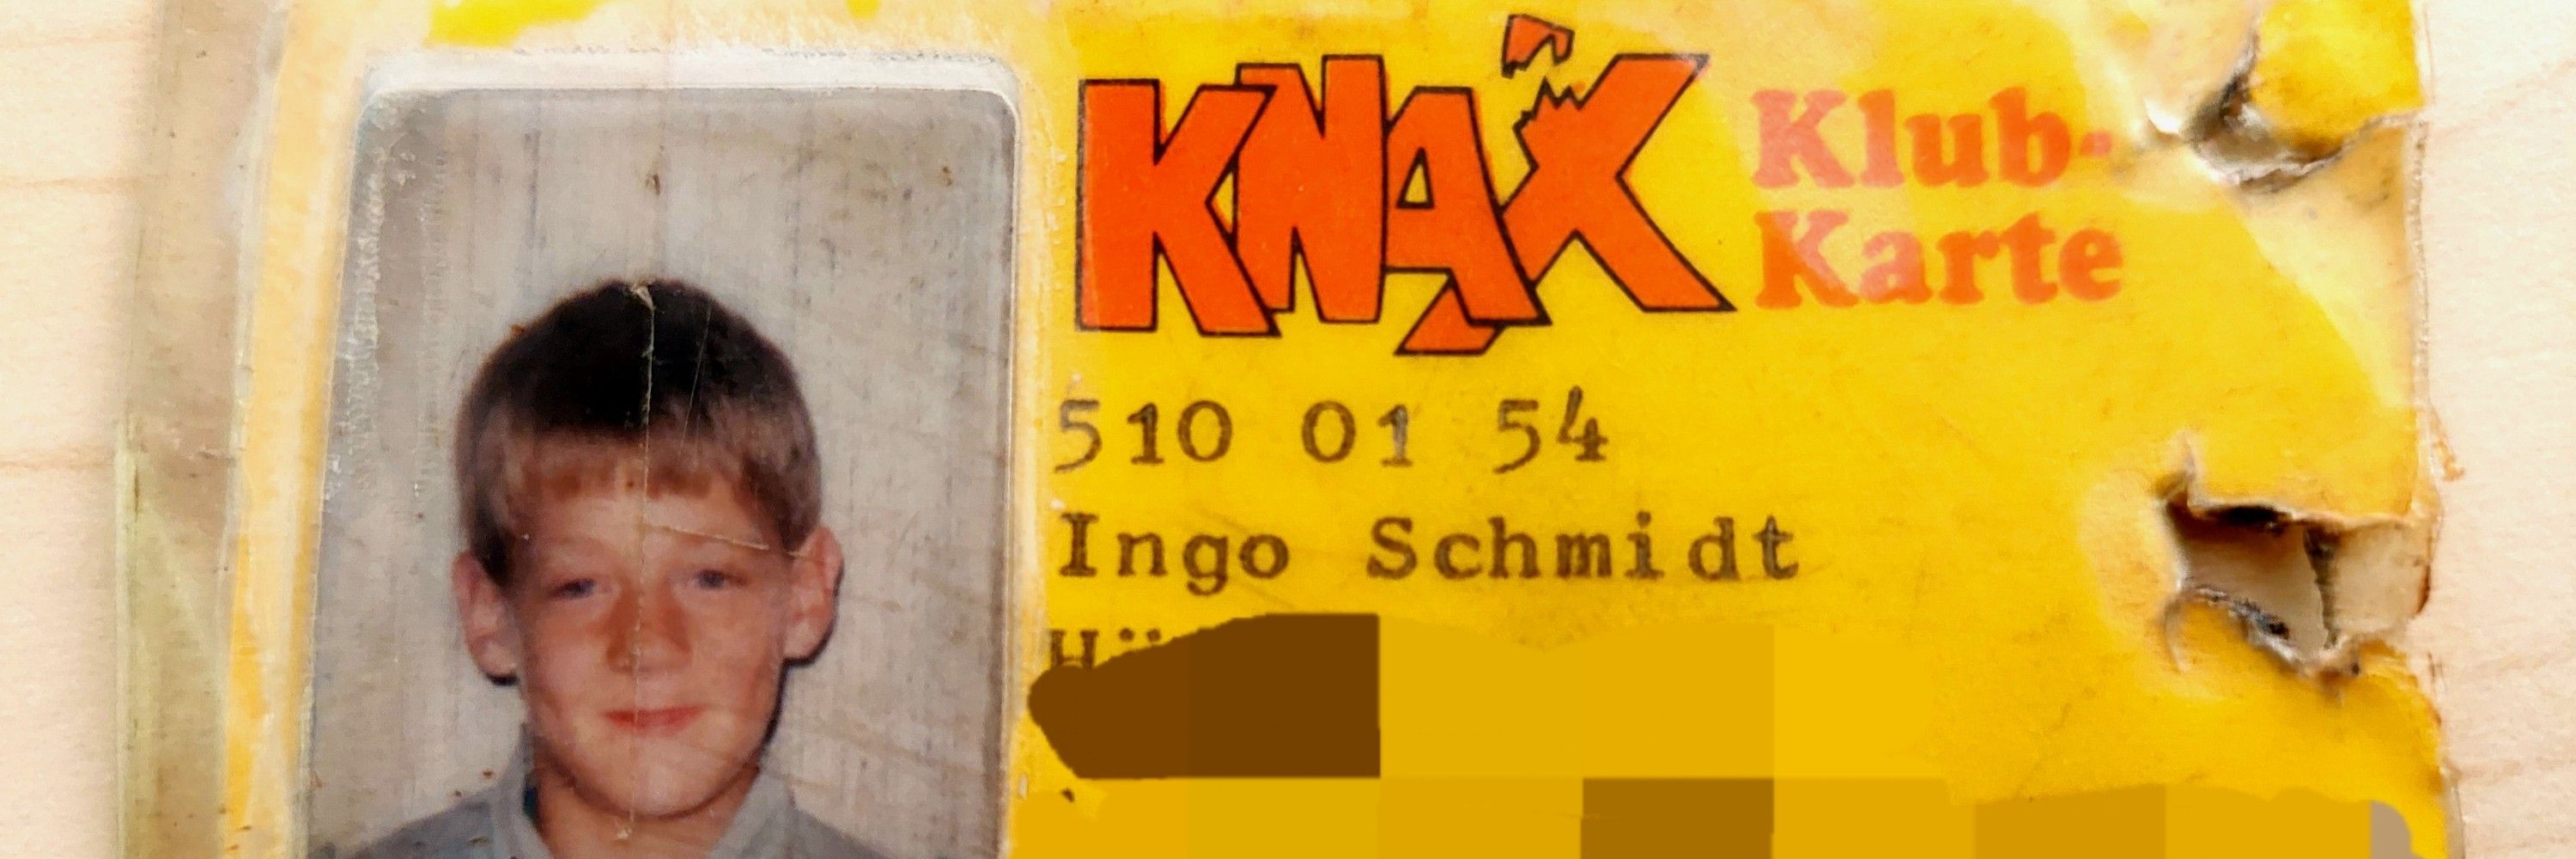 KNAX
Klub-
Karte
510 01 54
Ingo Schmidt